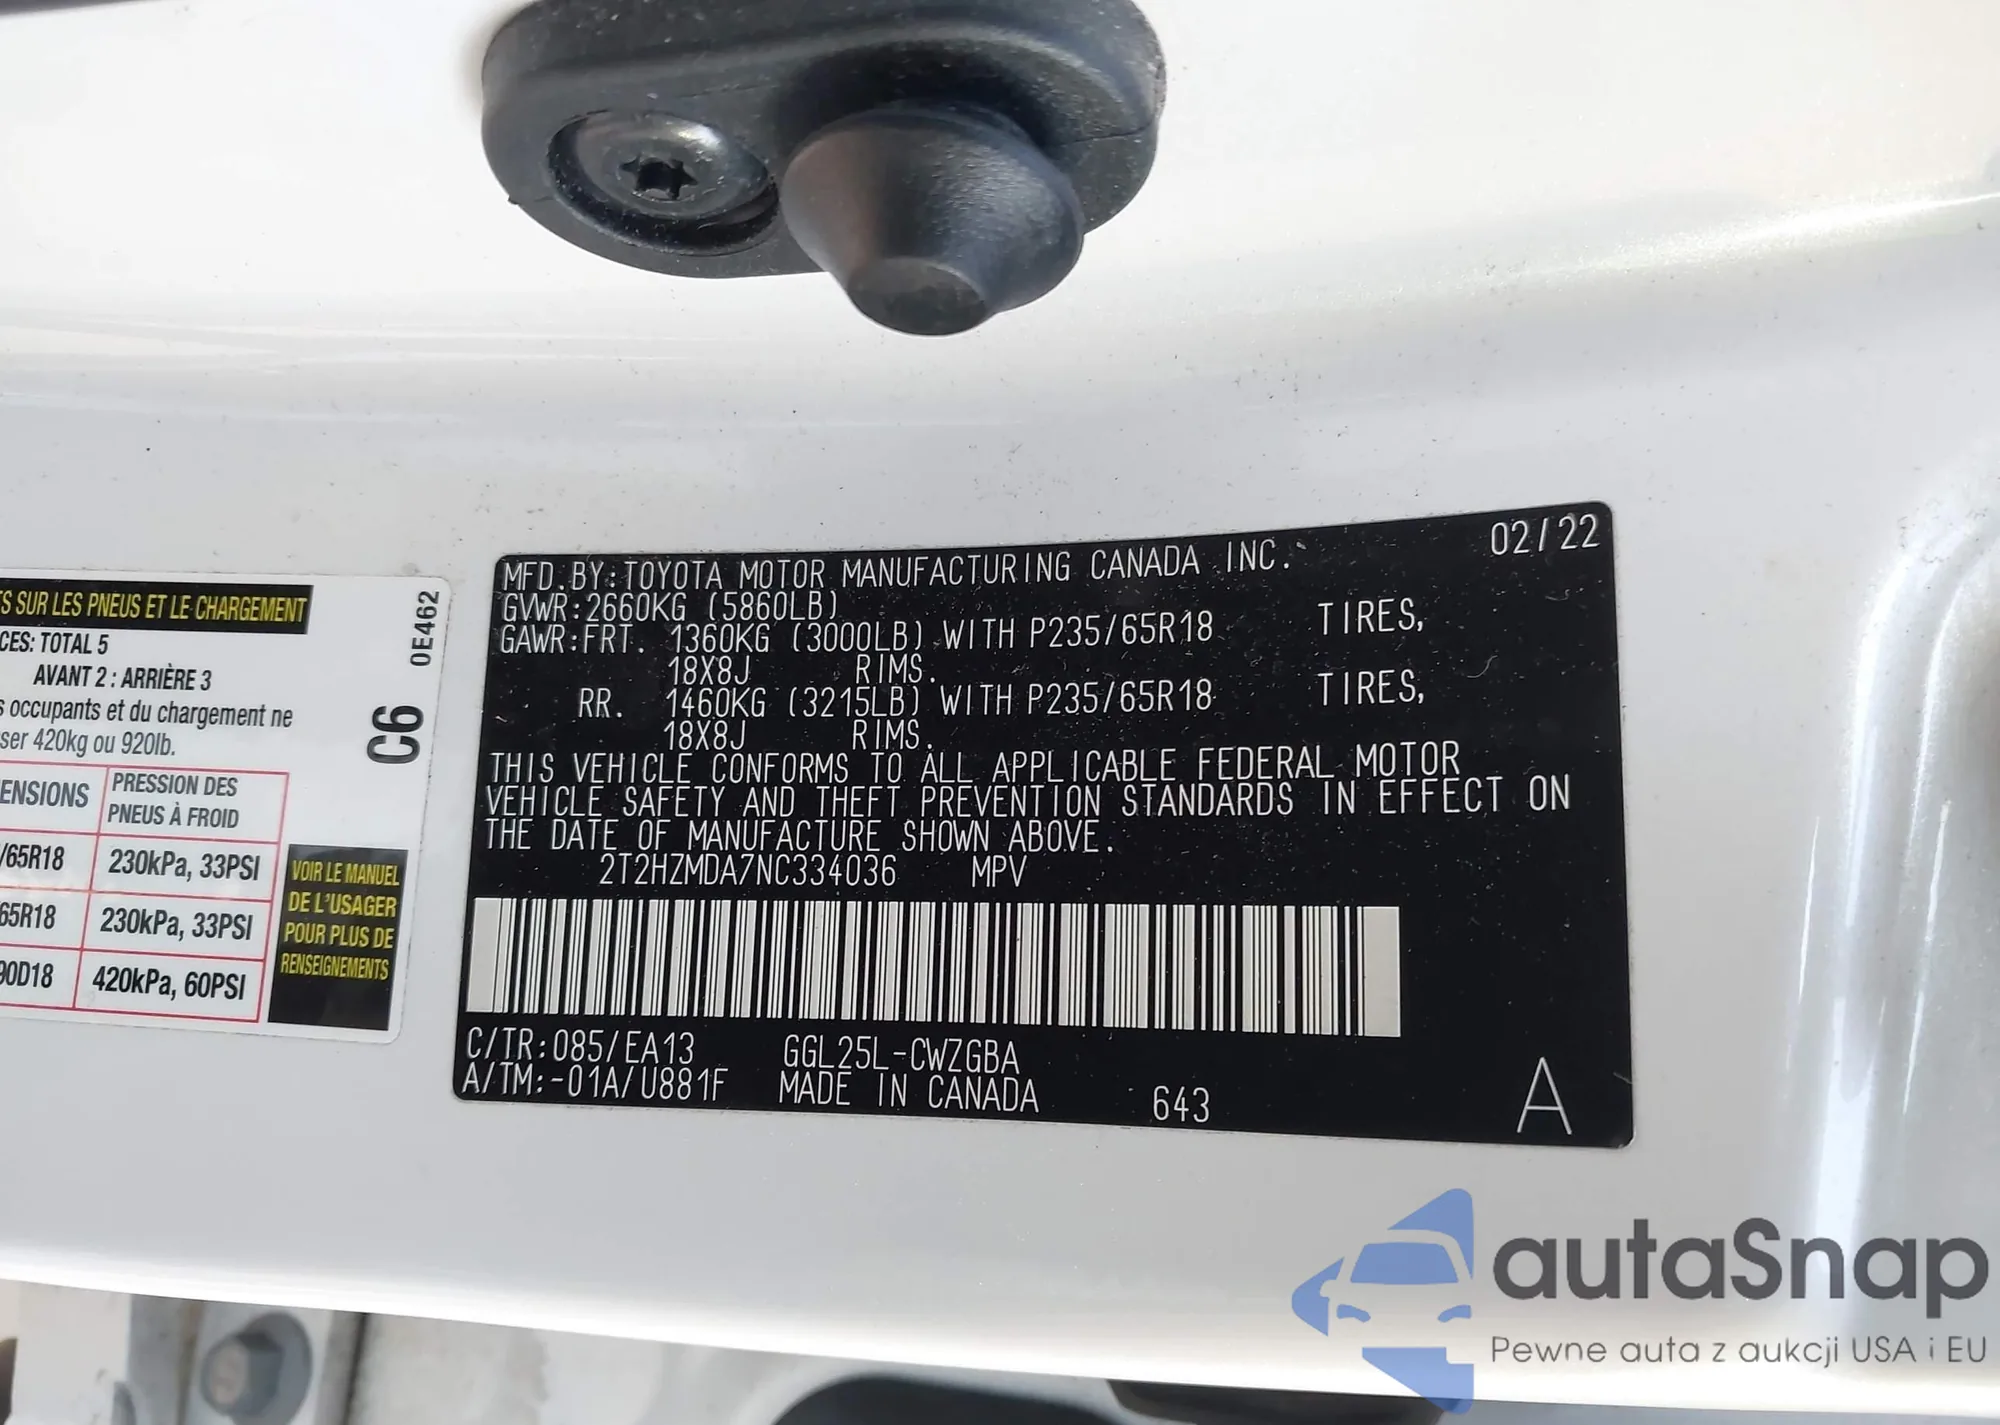 S SUR LES PNEUS ET LE CHARGEMENT
CES: TOTAL 5
AVANT 2 : ARRIÈRE 3
s occupants et du chargement ne
ser 420kg ou 920lb.
ENSIONS
PRESSION DES
PNEUS À FROID
/65R18
230kPa, 33PSI
65R18
230kPa, 33PSI
90D18
420kPa, 60PSI
VOIR LE MANUEL
DE L'USAGER
POUR PLUS DE
RENSEIGNEMENTS
0E462
C6
02/22
MFD.BY:TOYOTA MOTOR MANUFACTURING CANADA INC.
GVWR:2660KG (5860LB)
GAWR:FRT. 1360KG (3000LB) WITH P235/65R18 TIRES,
18X8J RIMS.
RR. 1460KG (3215LB) WITH P235/65R18 TIRES,
18X8J RIMS.
THIS VEHICLE CONFORMS TO ALL APPLICABLE FEDERAL MOTOR
VEHICLE SAFETY AND THEFT PREVENTION STANDARDS IN EFFECT ON
THE DATE OF MANUFACTURE SHOWN ABOVE.
2T2HZMDA7NC334036 MPV
C/TR:085/EA13 GGL25L-CWZGBA
A/TM:-01A/U881F MADE IN CANADA 643 A
autaSnap
Pewne auta z aukcji USA i EU